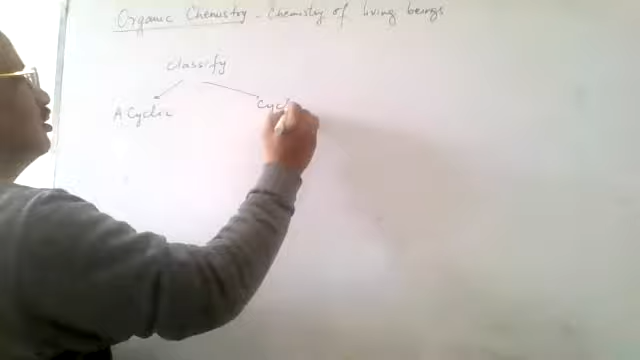 Organic Chemistry - Chemistry of living beings
Classify
A Cyclic Cycl